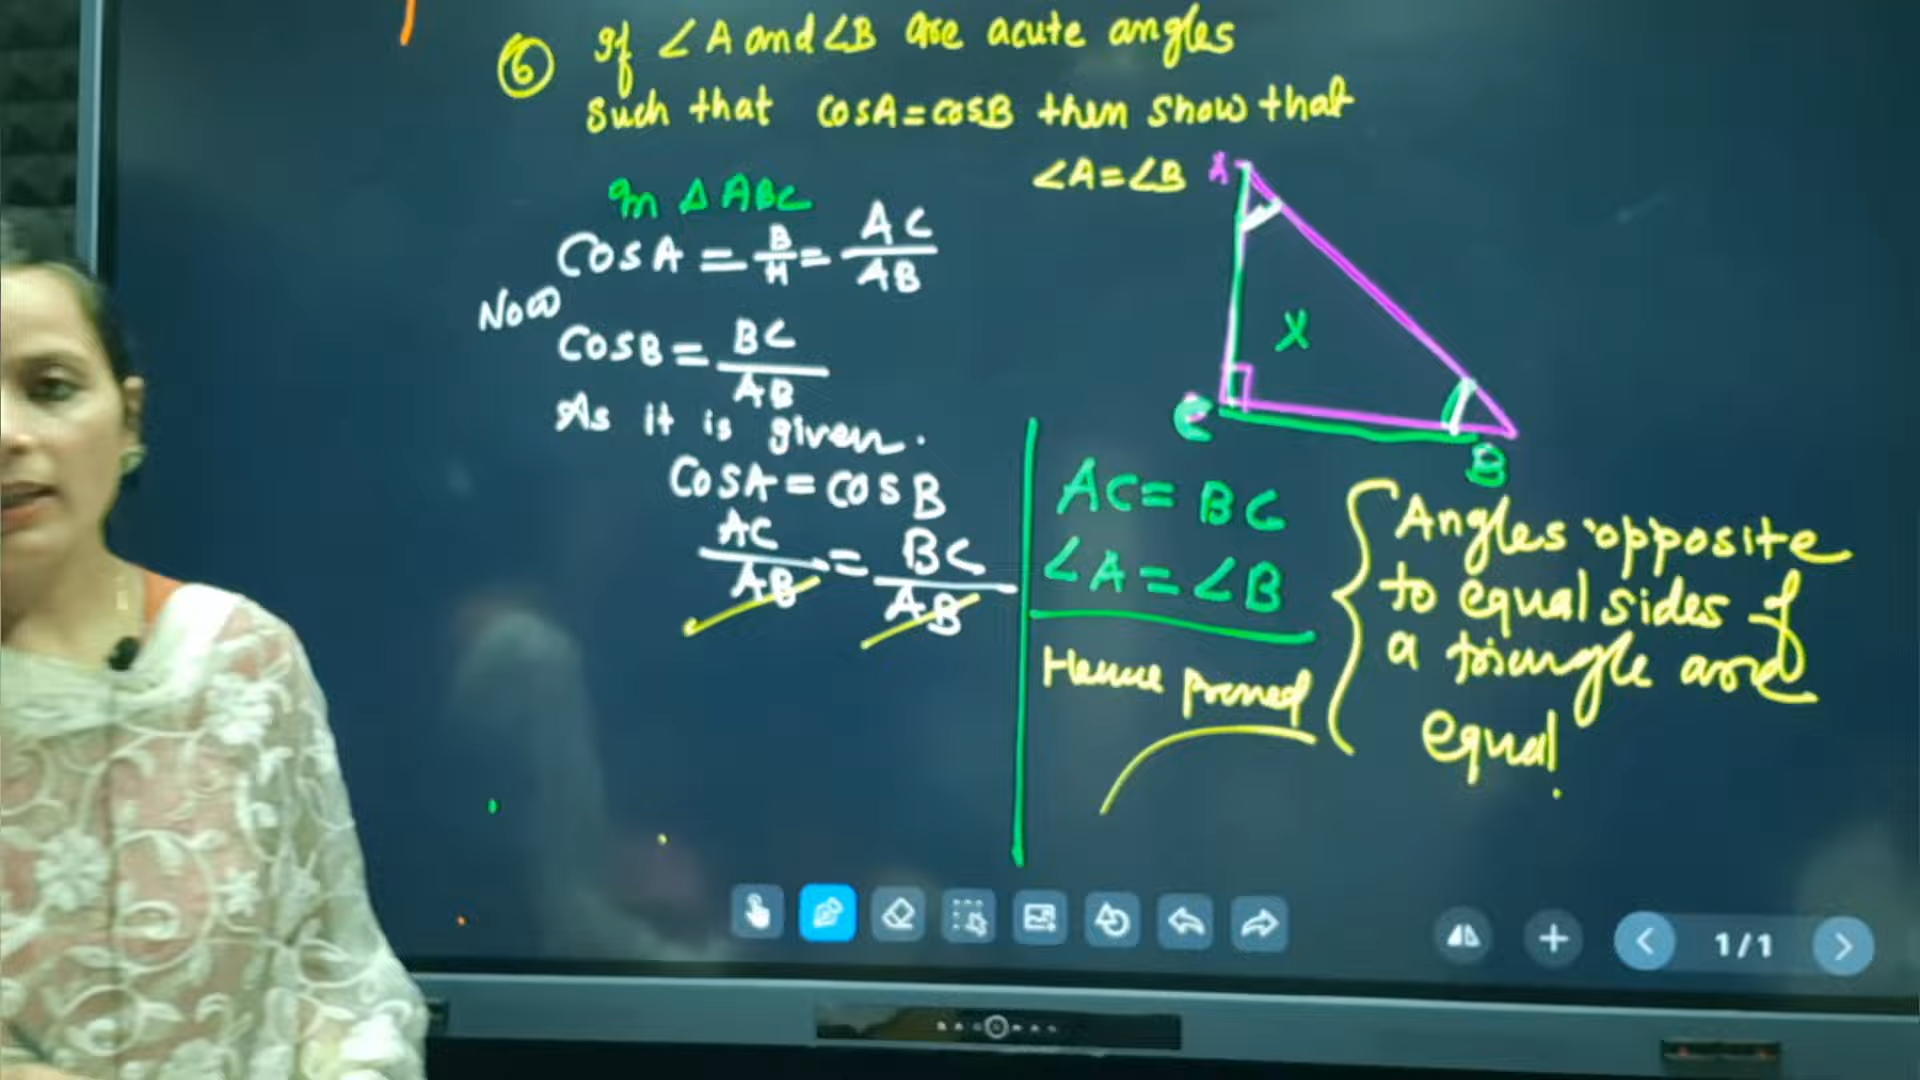 6 If ∠A and ∠B are acute angles
such that cosA = cosB then show that
∠A = ∠B
A
In Δ ABC
CosA = B/H = AC/AB
Now
CosB = BC/AB
As it is given.
CosA = cosB
AC/AB = BC/AB
X
C
B
AC = BC
∠A = ∠B
Hence proved
Angles opposite
to equal sides of
a triangle are
equal.
1/1